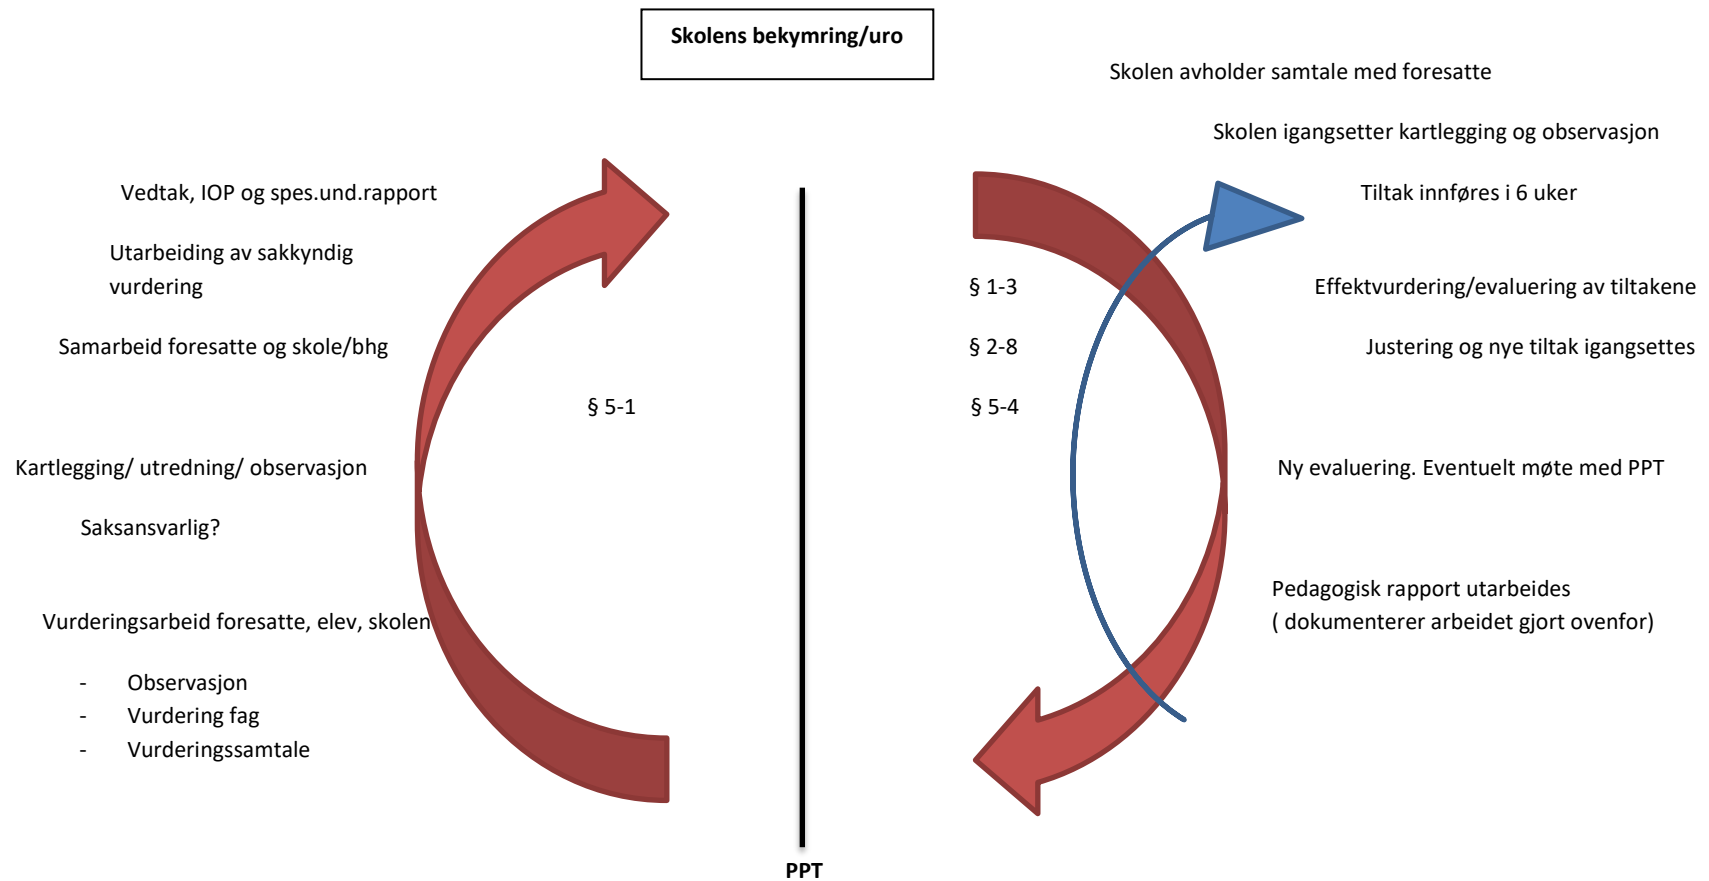 Skolens bekymring/uro
Skolen avholder samtale med foresatte
Skolen igangsetter kartlegging og observasjon
Tiltak innføres i 6 uker
§ 1-3
Effektvurdering/evaluering av tiltakene
§ 2-8
Justering og nye tiltak igangsettes
§ 5-4
Ny evaluering. Eventuelt møte med PPT
Pedagogisk rapport utarbeides
( dokumenterer arbeidet gjort ovenfor)
Vedtak, IOP og spes.und.rapport
Utarbeiding av sakkyndig
vurdering
Samarbeid foresatte og skole/bhg
§ 5-1
Kartlegging/ utredning/ observasjon
Saksansvarlig?
Vurderingsarbeid foresatte, elev, skolen
- Observasjon
- Vurdering fag
- Vurderingssamtale
PPT